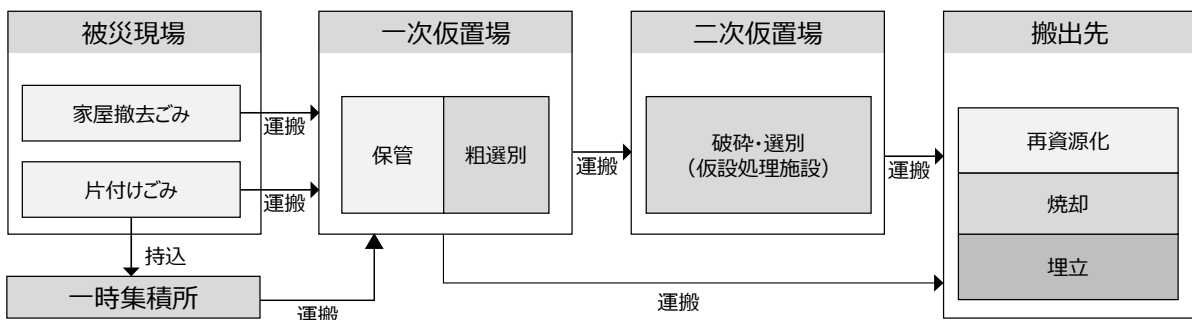 被災現場
家屋撤去ごみ
片付けごみ
運搬
運搬
持込
一時集積所
運搬
一次仮置場
保管
粗選別
運搬
運搬
二次仮置場
破砕・選別
(仮設処理施設)
運搬
搬出先
再資源化
焼却
埋立